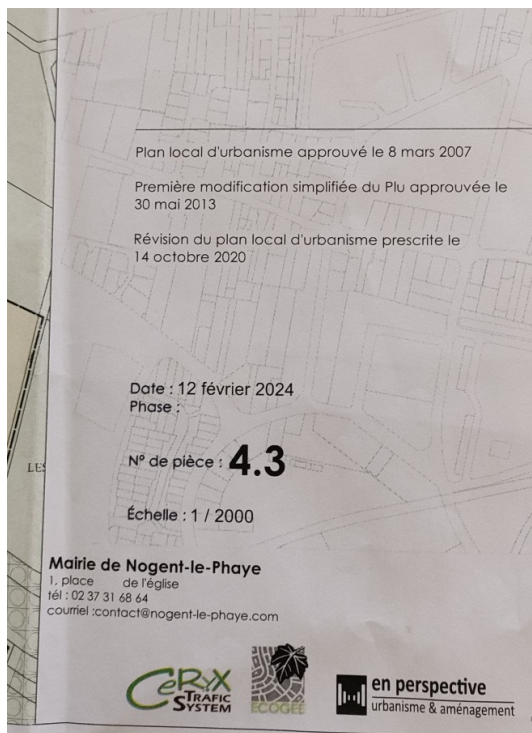 Plan local d'urbanisme approuvé le 8 mars 2007
Première modification simplifiée du Plu approuvée le
30 mai 2013
Révision du plan local d'urbanisme prescrite le
14 octobre 2020
Date : 12 février 2024
Phase :
N° de pièce : 4.3
LES
Échelle : 1 / 2000
Mairie de Nogent-le-Phaye
1, place de l'église
tél : 02 37 31 68 64
courriel :contact@nogent-le-phaye.com
CeRyX
TRAFIC
SYSTEM
ECOGÉE
en perspective
urbanisme & aménagement